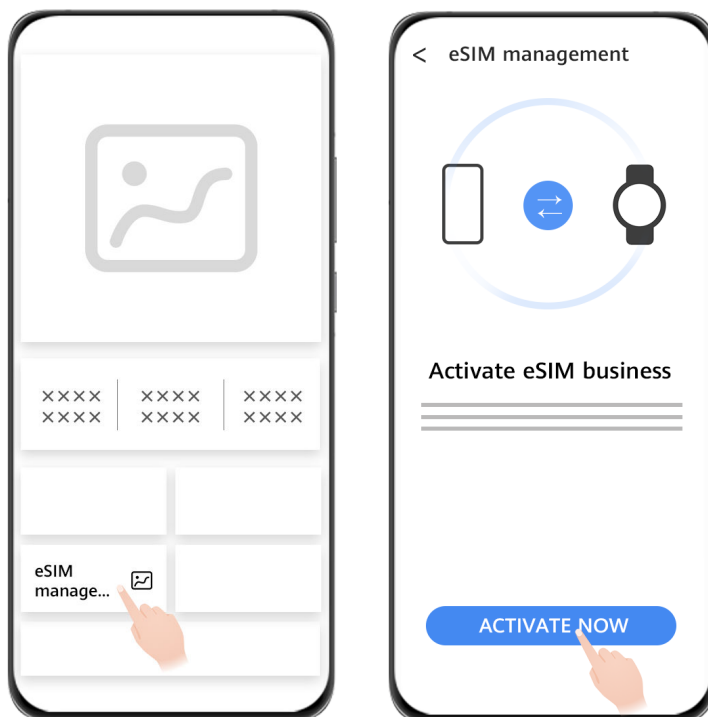 ×××× ×××× ××××
×××× ×××× ××××
eSIM
manage...
< eSIM management
Activate eSIM business
ACTIVATE NOW